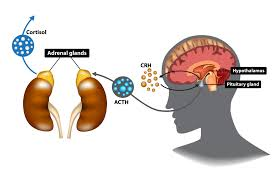 Cortisol
Adrenal glands
ACTH
CRH
Hypothalamus
Pituitary gland